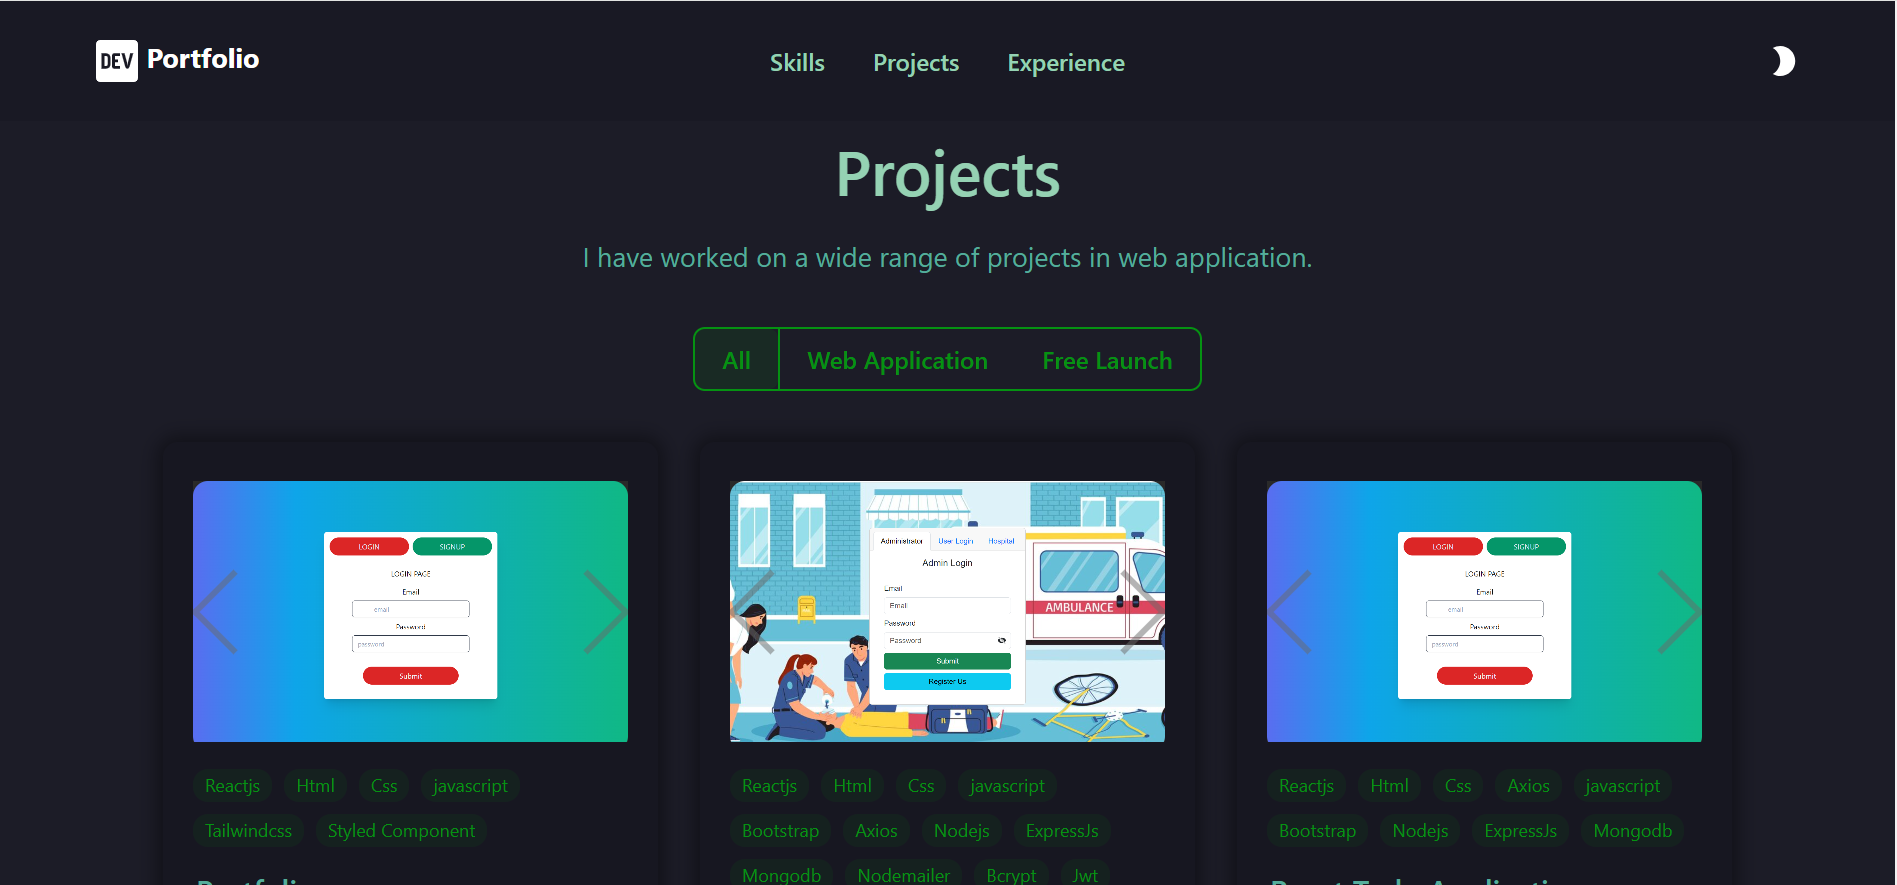 DEV Portfolio
Skills Projects Experience
Projects
I have worked on a wide range of projects in web application.
All Web Application Free Launch
LOGIN SIGNUP
LOGIN PAGE
Email
email
Password
password
Submit
Administrator User Login Hospital
Admin Login
Email
Email
Password
Password
Submit
Register Us
AMBULANCE
LOGIN SIGNUP
LOGIN PAGE
Email
email
Password
password
Submit
Reactjs Html Css javascript
Tailwindcss Styled Component
Reactjs Html Css javascript
Bootstrap Axios Nodejs ExpressJs
Mongodb Nodemailer Bcrypt Jwt
Reactjs Html Css Axios javascript
Bootstrap Nodejs ExpressJs Mongodb